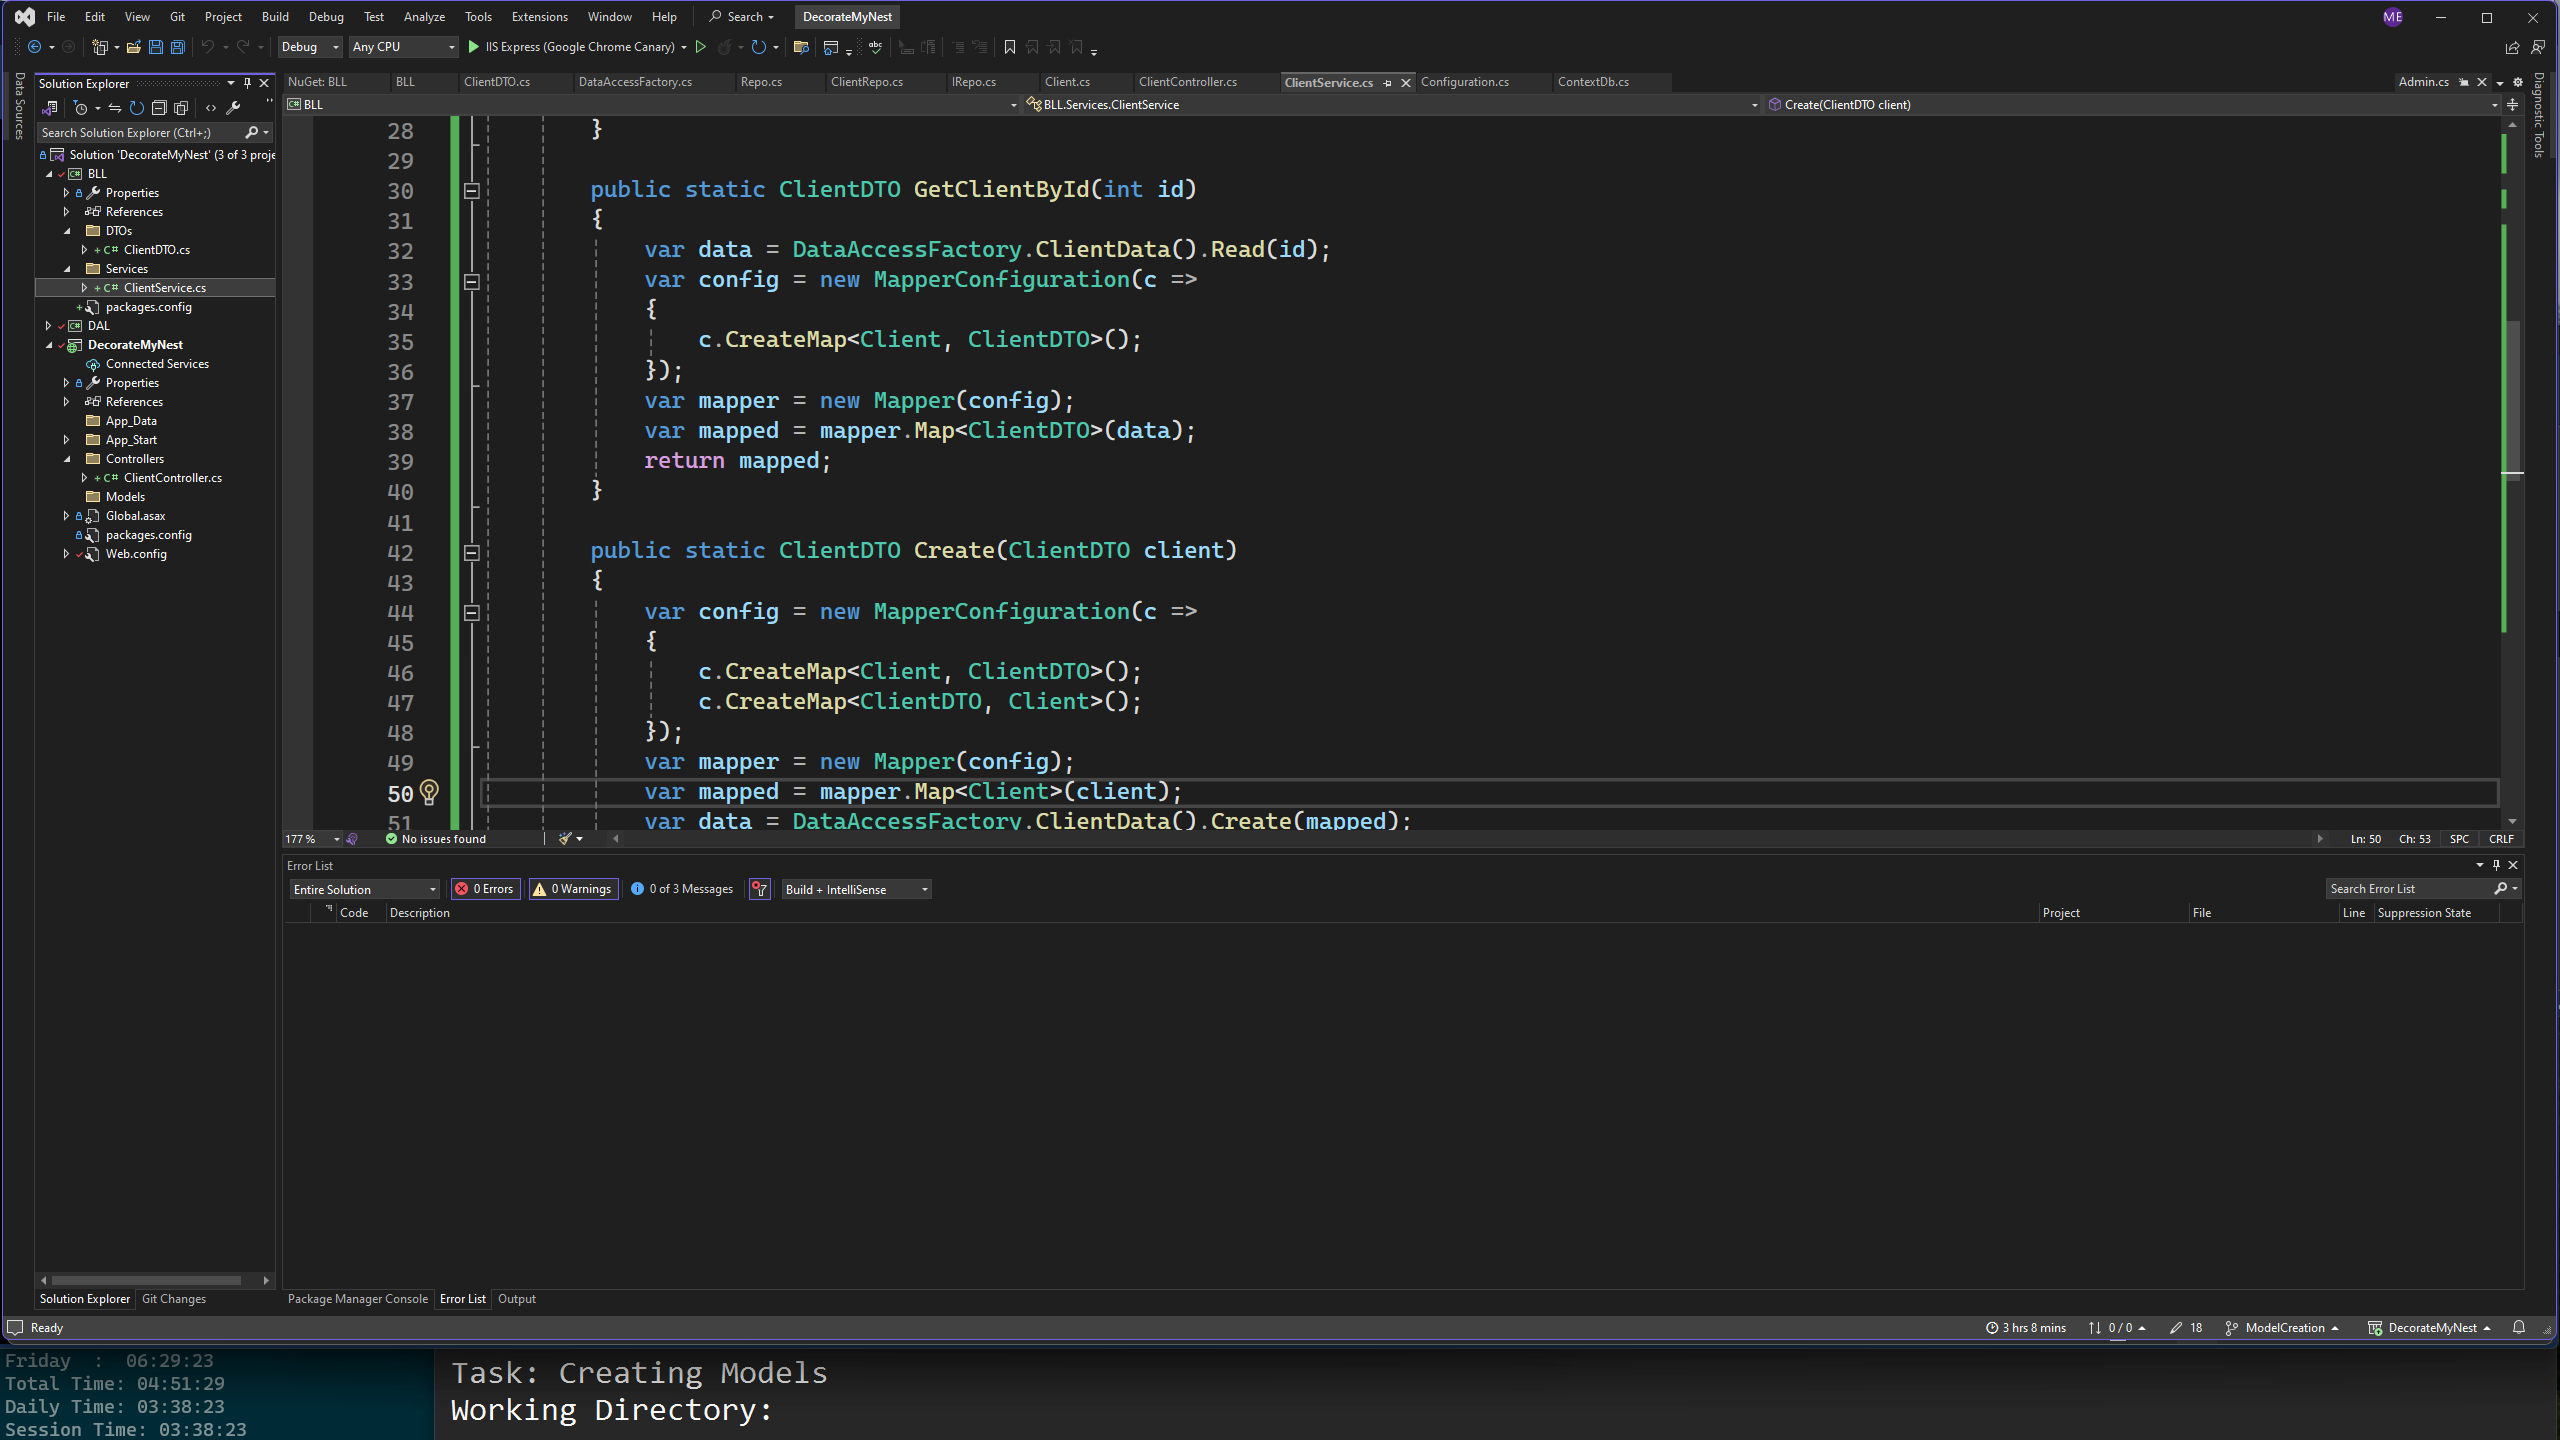 File Edit View Git Project Build Debug Test Analyze Tools Extensions Window Help Search DecorateMyNest ME
Debug Any CPU IIS Express (Google Chrome Canary)
Data Sources
Solution Explorer
Search Solution Explorer (Ctrl+;)
Solution 'DecorateMyNest' (3 of 3 proje
BLL
Properties
References
DTOs
C# ClientDTO.cs
Services
C# ClientService.cs
packages.config
DAL
DecorateMyNest
Connected Services
Properties
References
App_Data
App_Start
Controllers
C# ClientController.cs
Models
Global.asax
packages.config
Web.config
Solution Explorer Git Changes
NuGet: BLL BLL ClientDTO.cs DataAccessFactory.cs Repo.cs ClientRepo.cs IRepo.cs Client.cs ClientController.cs ClientService.cs Configuration.cs ContextDb.cs Admin.cs
BLL BLL.Services.ClientService Create(ClientDTO client)
Diagnostic Tools
28 }
29
30 public static ClientDTO GetClientById(int id)
31 {
32 var data = DataAccessFactory.ClientData().Read(id);
33 var config = new MapperConfiguration(c =>
34 {
35 c.CreateMap<Client, ClientDTO>();
36 });
37 var mapper = new Mapper(config);
38 var mapped = mapper.Map<ClientDTO>(data);
39 return mapped;
40 }
41
42 public static ClientDTO Create(ClientDTO client)
43 {
44 var config = new MapperConfiguration(c =>
45 {
46 c.CreateMap<Client, ClientDTO>();
47 c.CreateMap<ClientDTO, Client>();
48 });
49 var mapper = new Mapper(config);
50 var mapped = mapper.Map<Client>(client);
51 var data = DataAccessFactory.ClientData().Create(mapped);
177 % No issues found Ln: 50 Ch: 53 SPC CRLF
Error List
Entire Solution 0 Errors 0 Warnings 0 of 3 Messages Build + IntelliSense Search Error List
Code Description Project File Line Suppression State
Package Manager Console Error List Output
Ready 3 hrs 8 mins 0 / 0 18 ModelCreation DecorateMyNest
Friday : 06:29:23
Total Time: 04:51:29
Daily Time: 03:38:23
Session Time: 03:38:23
Task: Creating Models
Working Directory: